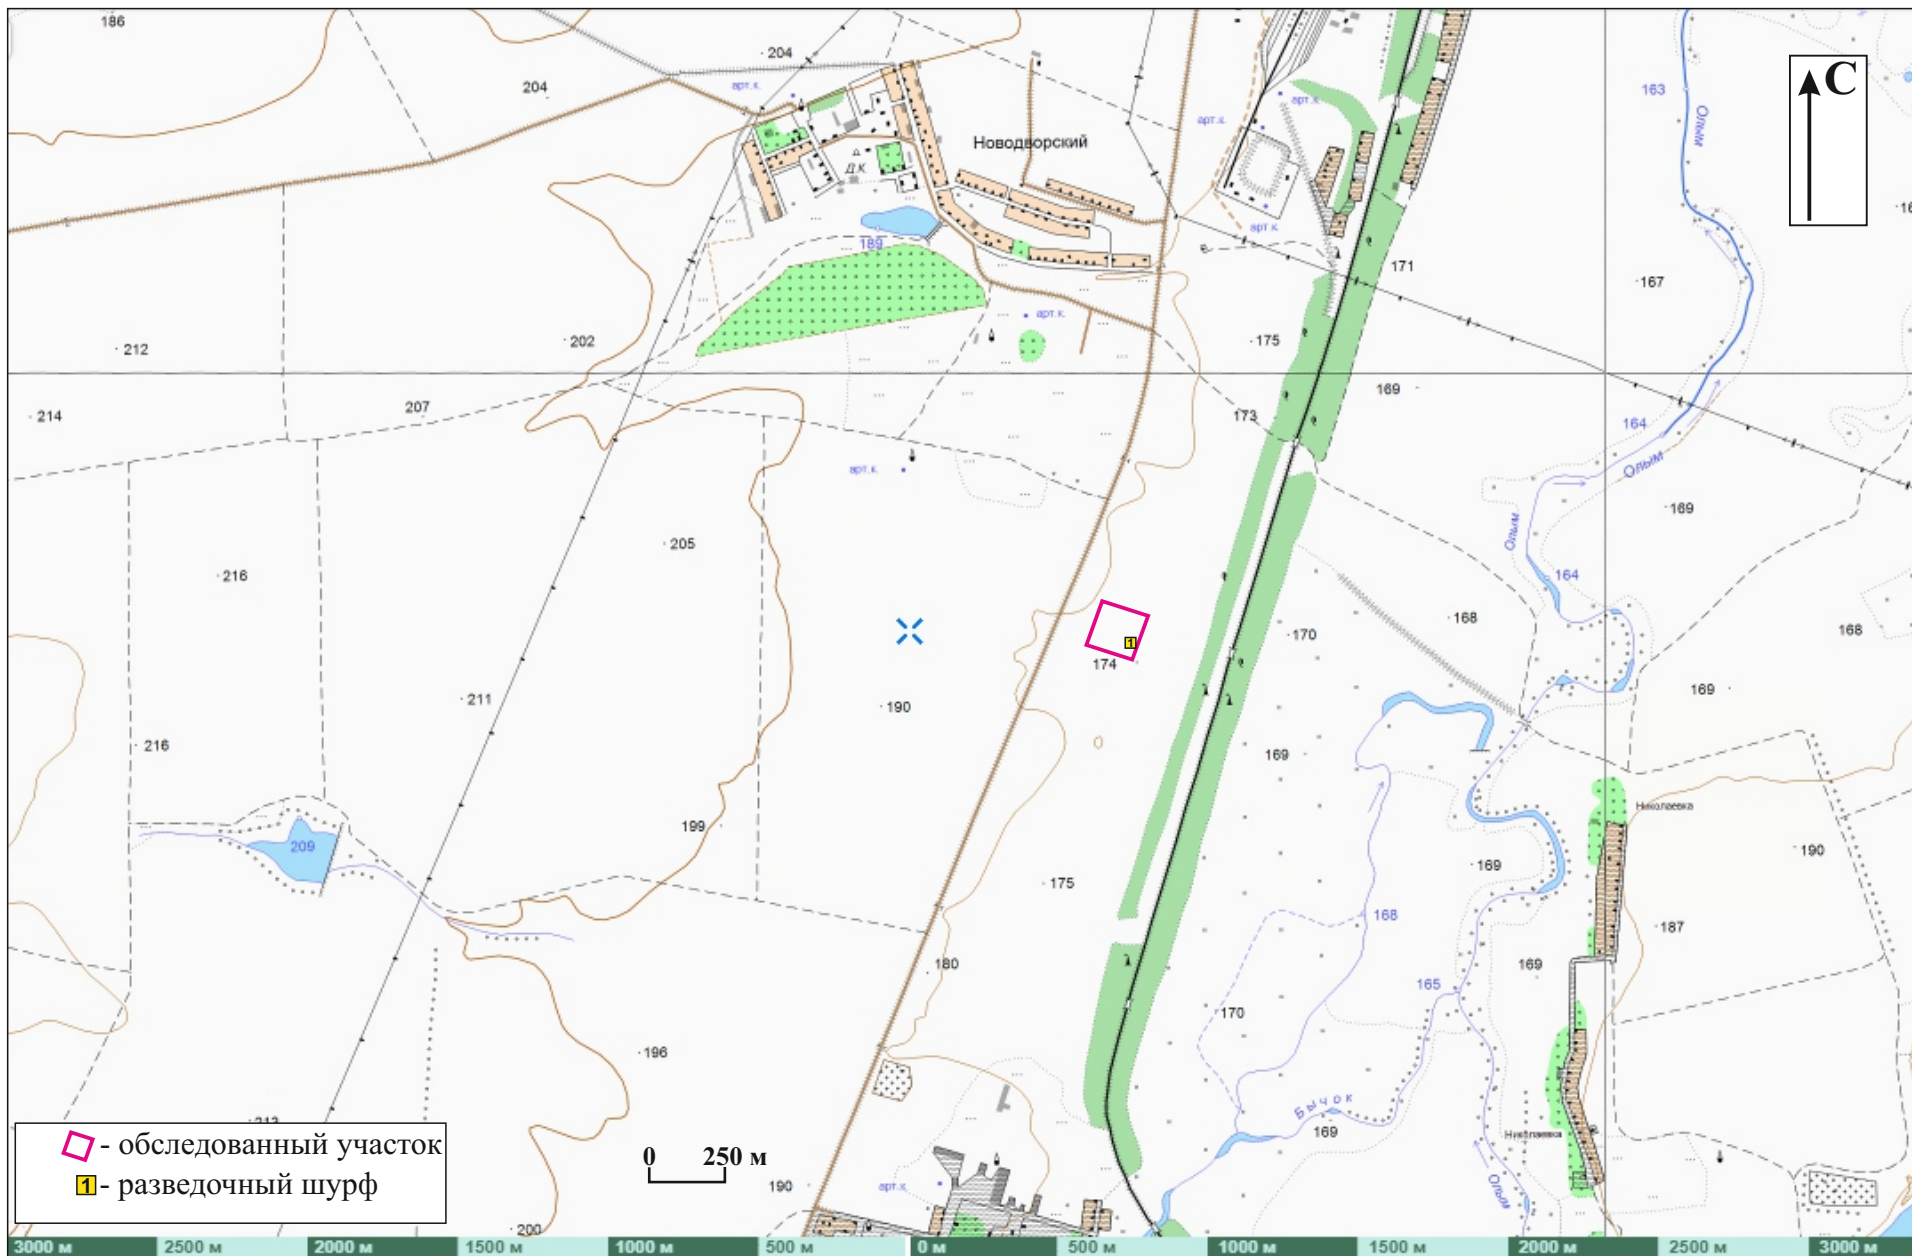 186
204
204
арт.к.
арт.к.
арт.к.
163
Олым
С
Новодворский
Д.К.
189
арт.к.
171
167
арт.к.
212
202
175
214
207
173
169
164
Олым
арт.к.
205
169
Олым
216
164
170
168
168
174
211
190
169
216
169
Николаевка
199
209
169
190
175
168
187
180
169
165
170
196
Бычок
213
169
Николаевка
- обследованный участок
0 250 м
190
арт.к.
Олым
1 - разведочный шурф
1
200
3000 м 2500 м 2000 м 1500 м 1000 м 500 м 0 м 500 м 1000 м 1500 м 2000 м 2500 м 3000 м